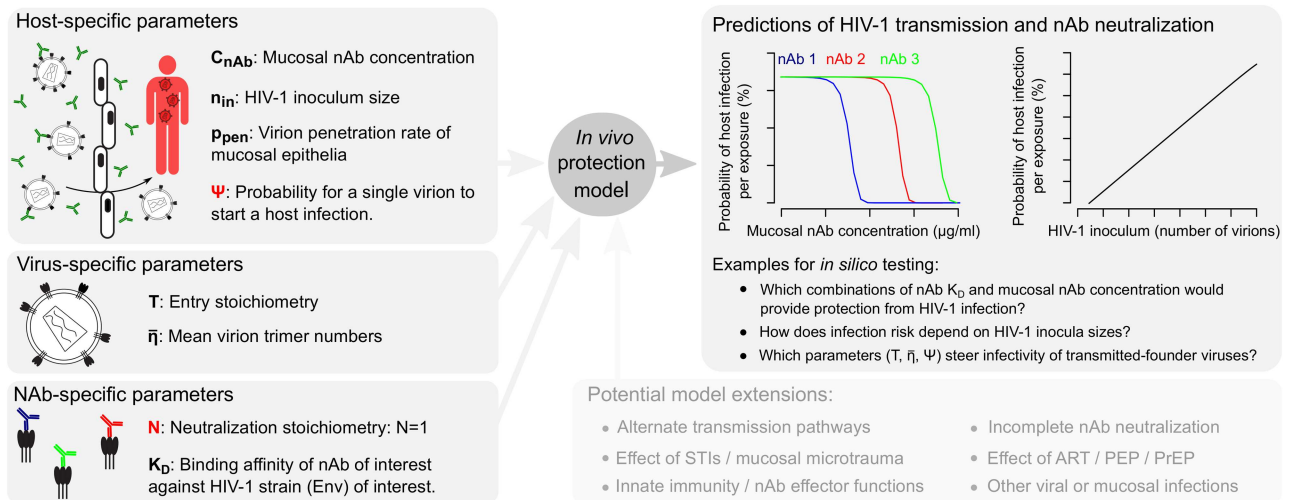 Host-specific parameters
CnAb: Mucosal nAb concentration
nin: HIV-1 inoculum size
ppen: Virion penetration rate of
mucosal epithelia
Ψ: Probability for a single virion to
start a host infection.
Virus-specific parameters
T: Entry stoichiometry
η̅: Mean virion trimer numbers
NAb-specific parameters
N: Neutralization stoichometry: N=1
KD: Binding affinity of nAb of interest
against HIV-1 strain (Env) of interest.
In vivo
protection
model
Predictions of HIV-1 transmission and nAb neutralization
Probability of host infection
per exposure (%)
nAb 1 nAb 2 nAb 3
Mucosal nAb concentration (µg/ml)
Probability of host infection
per exposure (%)
HIV-1 inoculum (number of virions)
Examples for in silico testing:
● Which combinations of nAb KD and mucosal nAb concentration would
provide protection from HIV-1 infection?
● How does infection risk depend on HIV-1 inocula sizes?
● Which parameters (T, η̅, Ψ) steer infectivity of transmitted-founder viruses?
Potential model extensions:
● Alternate transmission pathways
● Effect of STIs / mucosal microtrauma
● Innate immunity / nAb effector functions
● Incomplete nAb neutralization
● Effect of ART / PEP / PrEP
● Other viral or mucosal infections